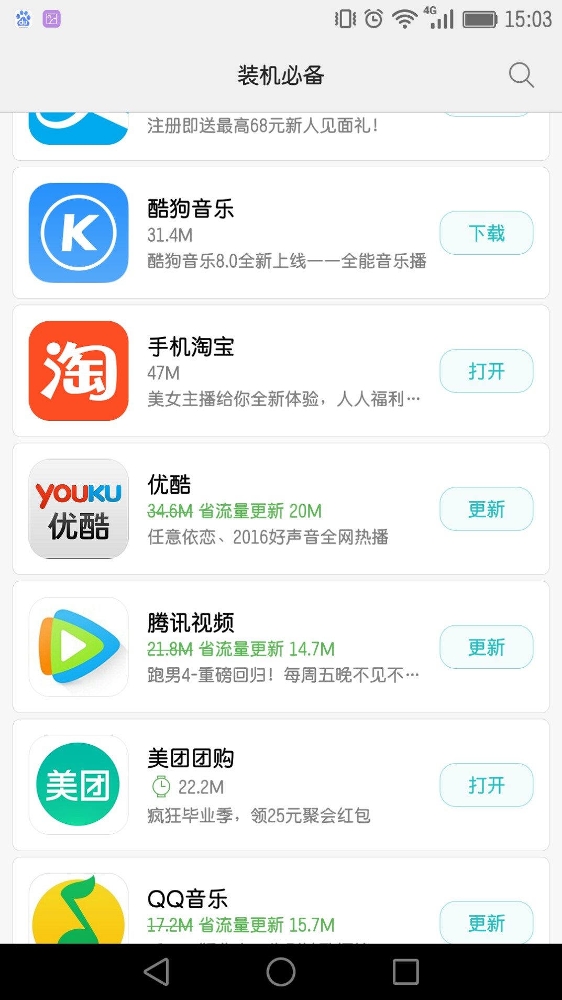 du
4G
15:03
装机必备
注册即送最高68元新人见面礼!
K
酷狗音乐
31.4M
下载
酷狗音乐8.0全新上线一一全能音乐播
淘
手机淘宝
47M
打开
美女主播给你全新体验，人人福利…
YOUKU
优酷
优酷
34.6M 省流量更新 20M
更新
任意依恋、2016好声音全网热播
腾讯视频
21.8M 省流量更新 14.7M
更新
跑男4-重磅回归！每周五晚不见不…
美团
美团团购
22.2M
打开
疯狂毕业季，领25元聚会红包
QQ音乐
17.2M 省流量更新 15.7M
更新